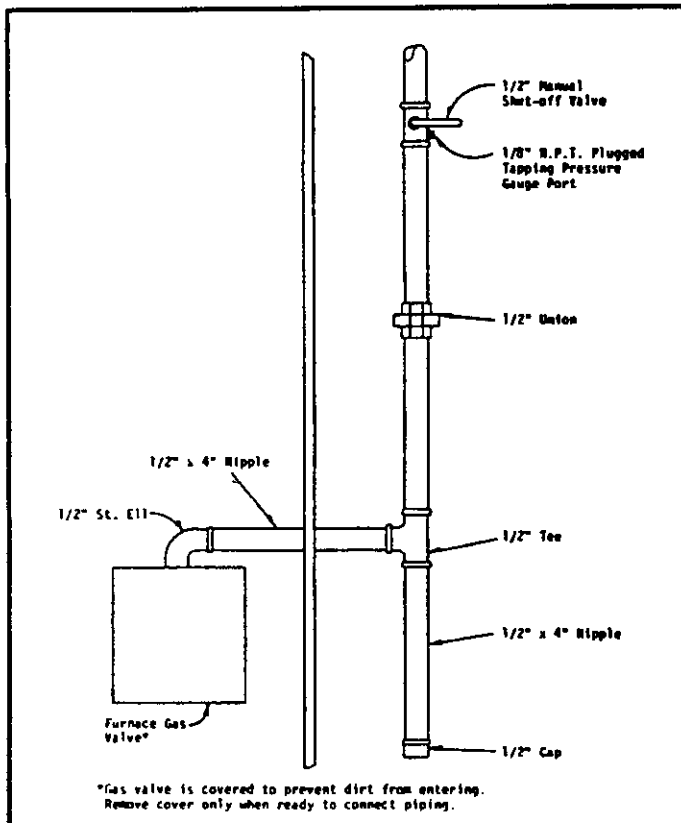 1/2" Manual
Shut-off Valve
1/8" N.P.T. Plugged
Tapping Pressure
Gauge Port
1/2" Union
1/2" x 4" Nipple
1/2" St. Ell
1/2" Tee
1/2" x 4" Nipple
Furnace Gas
Valve*
1/2" Cap
*Gas valve is covered to prevent dirt from entering.
Remove cover only when ready to connect piping.